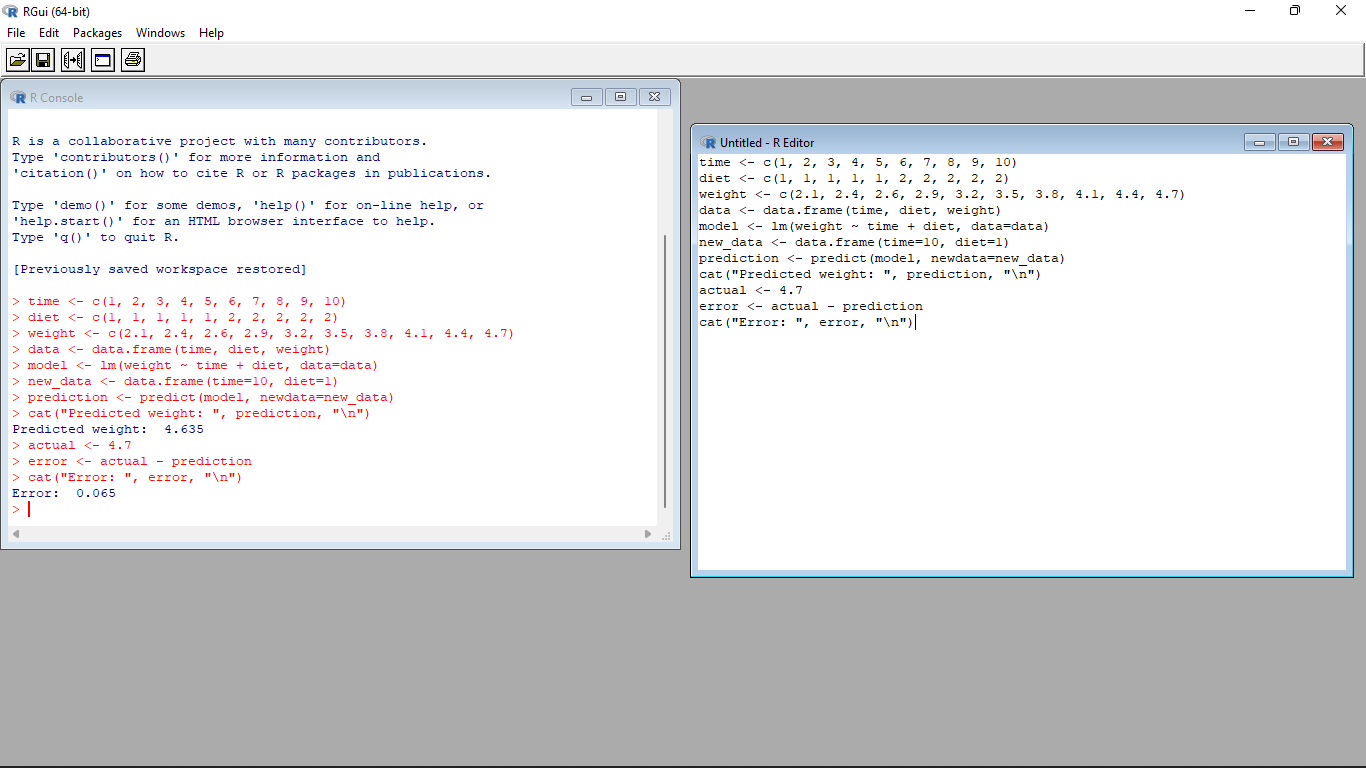 RGui (64-bit)
File Edit Packages Windows Help
R Console
R is a collaborative project with many contributors.
Type 'contributors()' for more information and
'citation()' on how to cite R or R packages in publications.
Type 'demo()' for some demos, 'help()' for on-line help, or
'help.start()' for an HTML browser interface to help.
Type 'q()' to quit R.
[Previously saved workspace restored]
> time <- c(1, 2, 3, 4, 5, 6, 7, 8, 9, 10)
> diet <- c(1, 1, 1, 1, 1, 2, 2, 2, 2, 2)
> weight <- c(2.1, 2.4, 2.6, 2.9, 3.2, 3.5, 3.8, 4.1, 4.4, 4.7)
> data <- data.frame(time, diet, weight)
> model <- lm(weight ~ time + diet, data=data)
> new_data <- data.frame(time=10, diet=1)
> prediction <- predict(model, newdata=new_data)
> cat("Predicted weight: ", prediction, "\n")
Predicted weight:  4.635
> actual <- 4.7
> error <- actual - prediction
> cat("Error: ", error, "\n")
Error:  0.065
>
Untitled - R Editor
time <- c(1, 2, 3, 4, 5, 6, 7, 8, 9, 10)
diet <- c(1, 1, 1, 1, 1, 2, 2, 2, 2, 2)
weight <- c(2.1, 2.4, 2.6, 2.9, 3.2, 3.5, 3.8, 4.1, 4.4, 4.7)
data <- data.frame(time, diet, weight)
model <- lm(weight ~ time + diet, data=data)
new_data <- data.frame(time=10, diet=1)
prediction <- predict(model, newdata=new_data)
cat("Predicted weight: ", prediction, "\n")
actual <- 4.7
error <- actual - prediction
cat("Error: ", error, "\n")